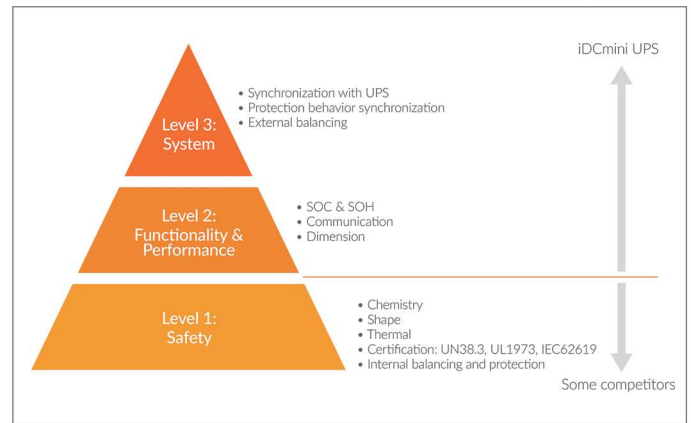 iDCmini UPS
Level 3:
System
• Synchronization with UPS
• Protection behavior synchronization
• External balancing
Level 2:
Functionality &
Performance
• SOC & SOH
• Communication
• Dimension
Level 1:
Safety
• Chemistry
• Shape
• Thermal
• Certification: UN38.3, UL1973, IEC62619
• Internal balancing and protection
Some competitors